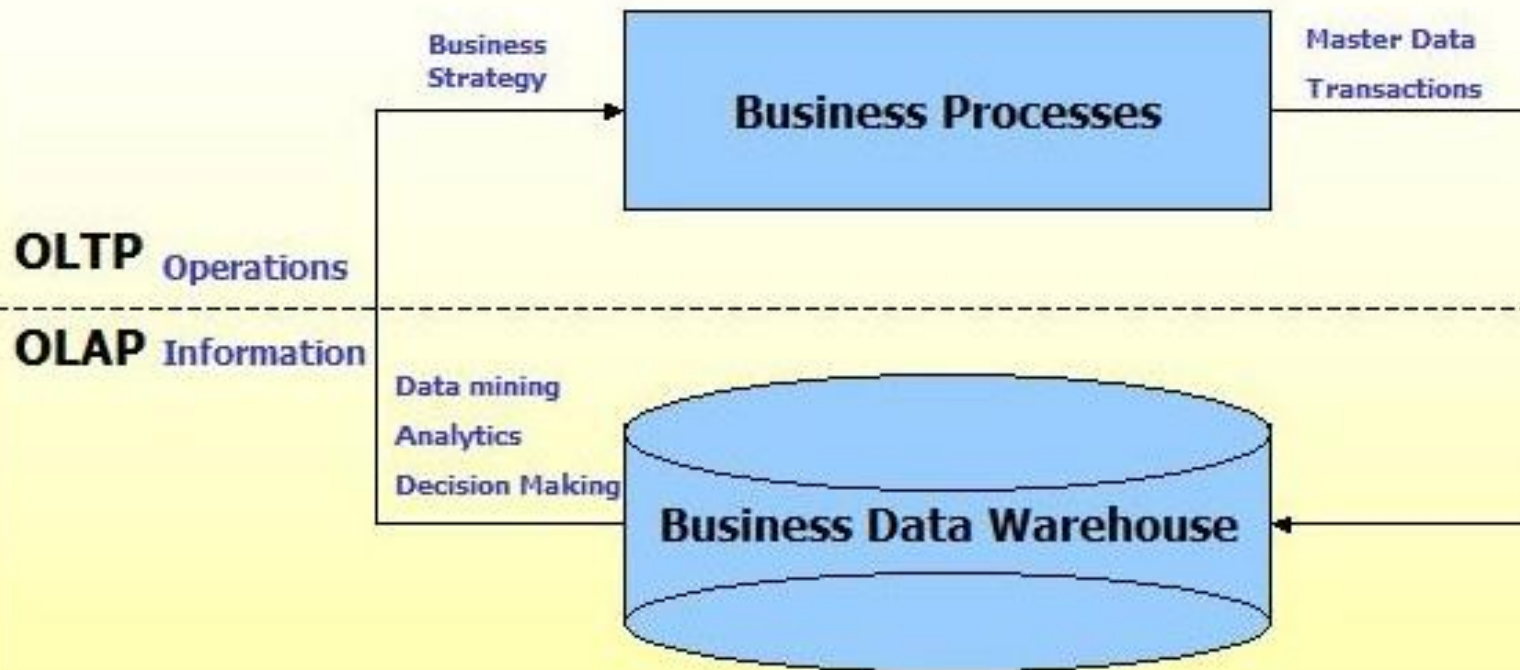 Business
Strategy
Business Processes
Master Data
Transactions
OLTP Operations
OLAP Information
Data mining
Analytics
Decision Making
Business Data Warehouse